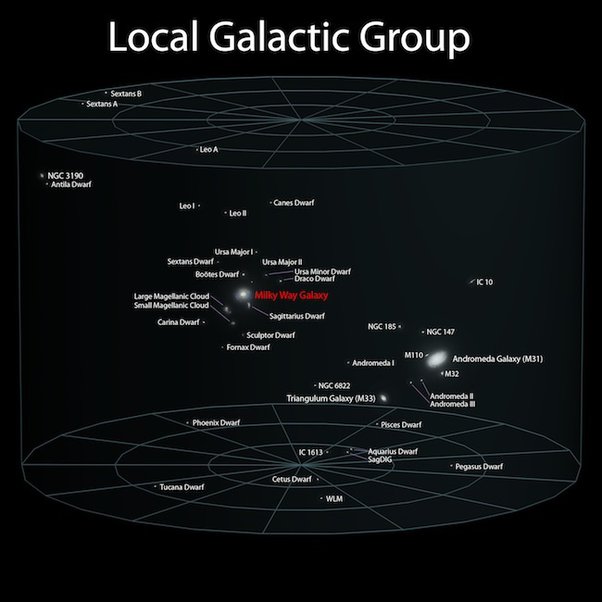 Local Galactic Group
Sextans B
Sextans A
Leo A
NGC 3190
Antila Dwarf
Leo I
Leo II
Canes Dwarf
Ursa Major I
Sextans Dwarf
Ursa Major II
Boötes Dwarf
Ursa Minor Dwarf
Draco Dwarf
IC 10
Milky Way Galaxy
Large Magellanic Cloud
Small Magellanic Cloud
Sagittarius Dwarf
Carina Dwarf
NGC 185
NGC 147
Sculptor Dwarf
Fornax Dwarf
M110
Andromeda Galaxy (M31)
Andromeda I
M32
NGC 6822
Triangulum Galaxy (M33)
Andromeda II
Andromeda III
Phoenix Dwarf
Pisces Dwarf
IC 1613
Aquarius Dwarf
SagDIG
Pegasus Dwarf
Cetus Dwarf
Tucana Dwarf
WLM